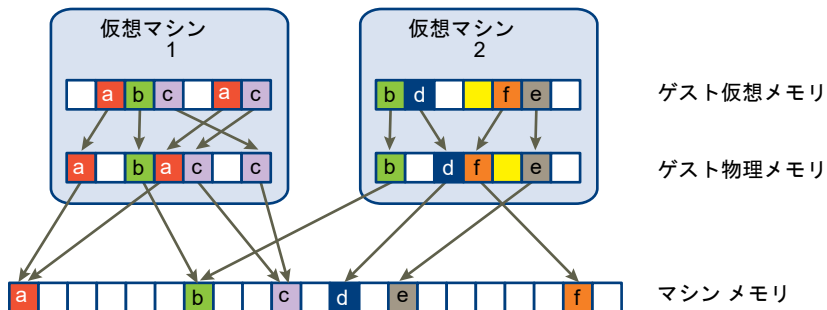 仮想マシン
1
仮想マシン
2
a b c a c
b d f e
ゲスト仮想メモリ
a b a c c
b d f e
ゲスト物理メモリ
a b c d e f
マシン メモリ